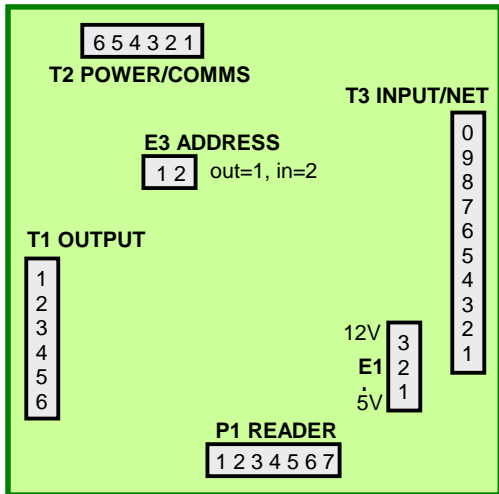 6 5 4 3 2 1
T2 POWER/COMMS
T3 INPUT/NET
0
9
8
7
6
5
4
3
2
1
E3 ADDRESS
1 2 out=1, in=2
T1 OUTPUT
1
2
3
4
5
6
12V
E1
5V
3
2
1
P1 READER
1 2 3 4 5 6 7